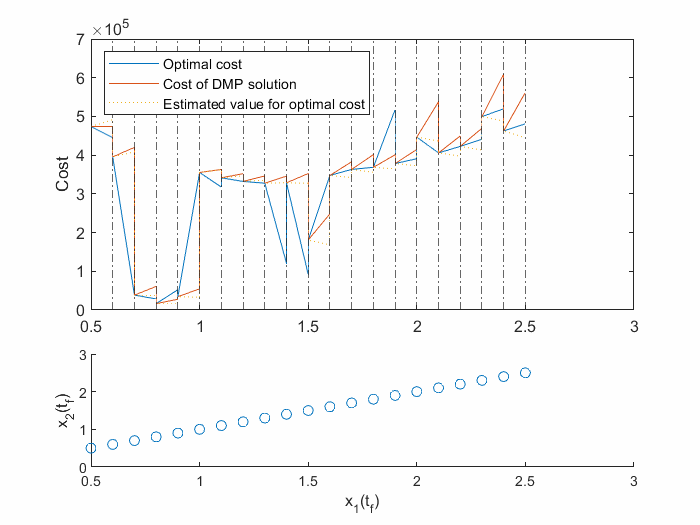 ×10⁵
7
6
5
4
3
2
1
0
Cost
Optimal cost
Cost of DMP solution
Estimated value for optimal cost
0.5 1 1.5 2 2.5 3
3
2
1
0
x₂(t_f)
0.5 1 1.5 2 2.5 3
x₁(t_f)